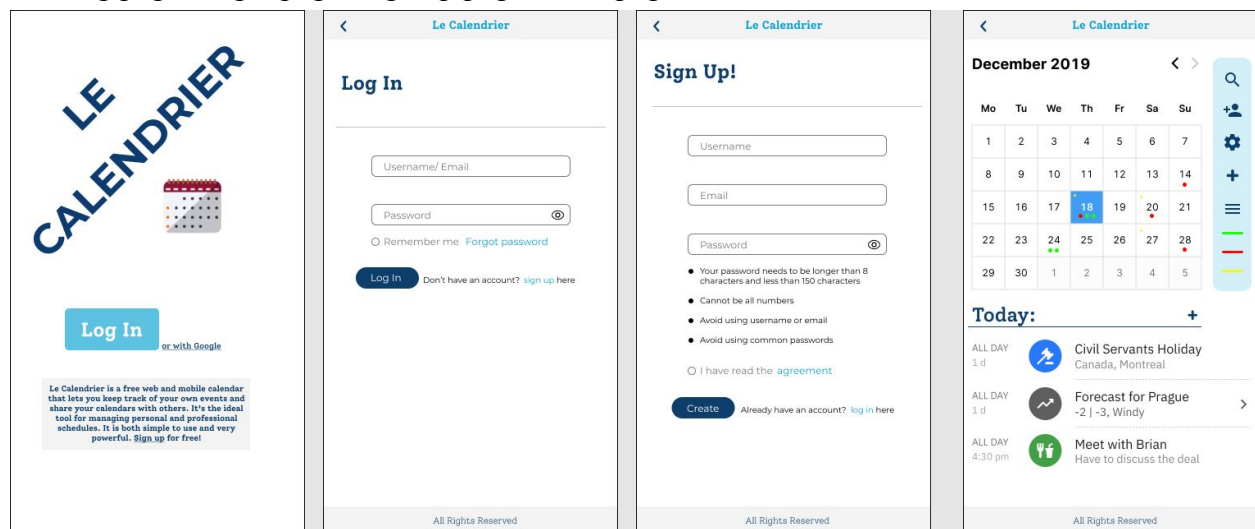 LE
CALENDRIER
Log In
or with Google
Le Calendrier is a free web and mobile calendar
that lets you keep track of your own events and
share your calendars with others. It's the ideal
tool for managing personal and professional
schedules. It is both simple to use and very
powerful. Sign up for free!
Le Calendrier
Log In
Username/ Email
Password
Remember me Forgot password
Log In Don't have an account? sign up here
All Rights Reserved
Le Calendrier
Sign Up!
Username
Email
Password
Your password needs to be longer than 8
characters and less than 150 characters
Cannot be all numbers
Avoid using username or email
Avoid using common passwords
I have read the agreement
Create Already have an account? log in here
All Rights Reserved
Le Calendrier
December 2019
Mo Tu We Th Fr Sa Su
1 2 3 4 5 6 7
8 9 10 11 12 13 14
15 16 17 18 19 20 21
22 23 24 25 26 27 28
29 30 1 2 3 4 5
Today: +
ALL DAY Civil Servants Holiday
1 d Canada, Montreal
ALL DAY Forecast for Prague
1 d -2 | -3, Windy
ALL DAY Meet with Brian
4:30 pm Have to discuss the deal
All Rights Reserved